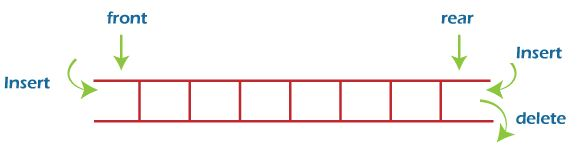 front
rear
Insert
Insert
delete